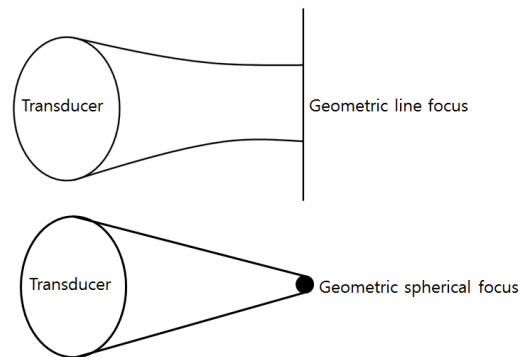 Transducer
Geometric line focus
Transducer
Geometric spherical focus